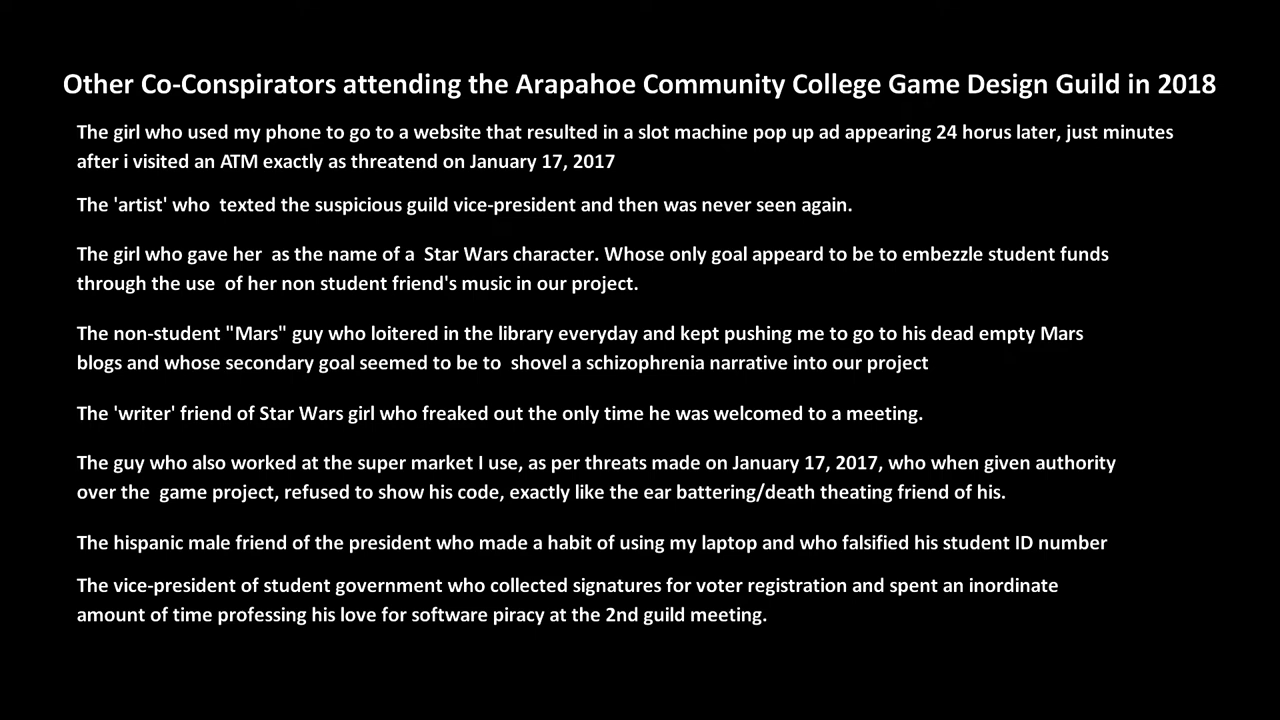 Other Co-Conspirators attending the Arapahoe Community College Game Design Guild in 2018
The girl who used my phone to go to a website that resulted in a slot machine pop up ad appearing 24 horus later, just minutes
after i visited an ATM exactly as threatend on January 17, 2017
The 'artist' who  texted the suspicious guild vice-president and then was never seen again.
The girl who gave her  as the name of a  Star Wars character. Whose only goal appeard to be to embezzle student funds
through the use  of her non student friend's music in our project.
The non-student "Mars" guy who loitered in the library everyday and kept pushing me to go to his dead empty Mars
blogs and whose secondary goal seemed to be to  shovel a schizophrenia narrative into our project
The 'writer' friend of Star Wars girl who freaked out the only time he was welcomed to a meeting.
The guy who also worked at the super market I use, as per threats made on January 17, 2017, who when given authority
over the  game project, refused to show his code, exactly like the ear battering/death theating friend of his.
The hispanic male friend of the president who made a habit of using my laptop and who falsified his student ID number
The vice-president of student government who collected signatures for voter registration and spent an inordinate
amount of time professing his love for software piracy at the 2nd guild meeting.